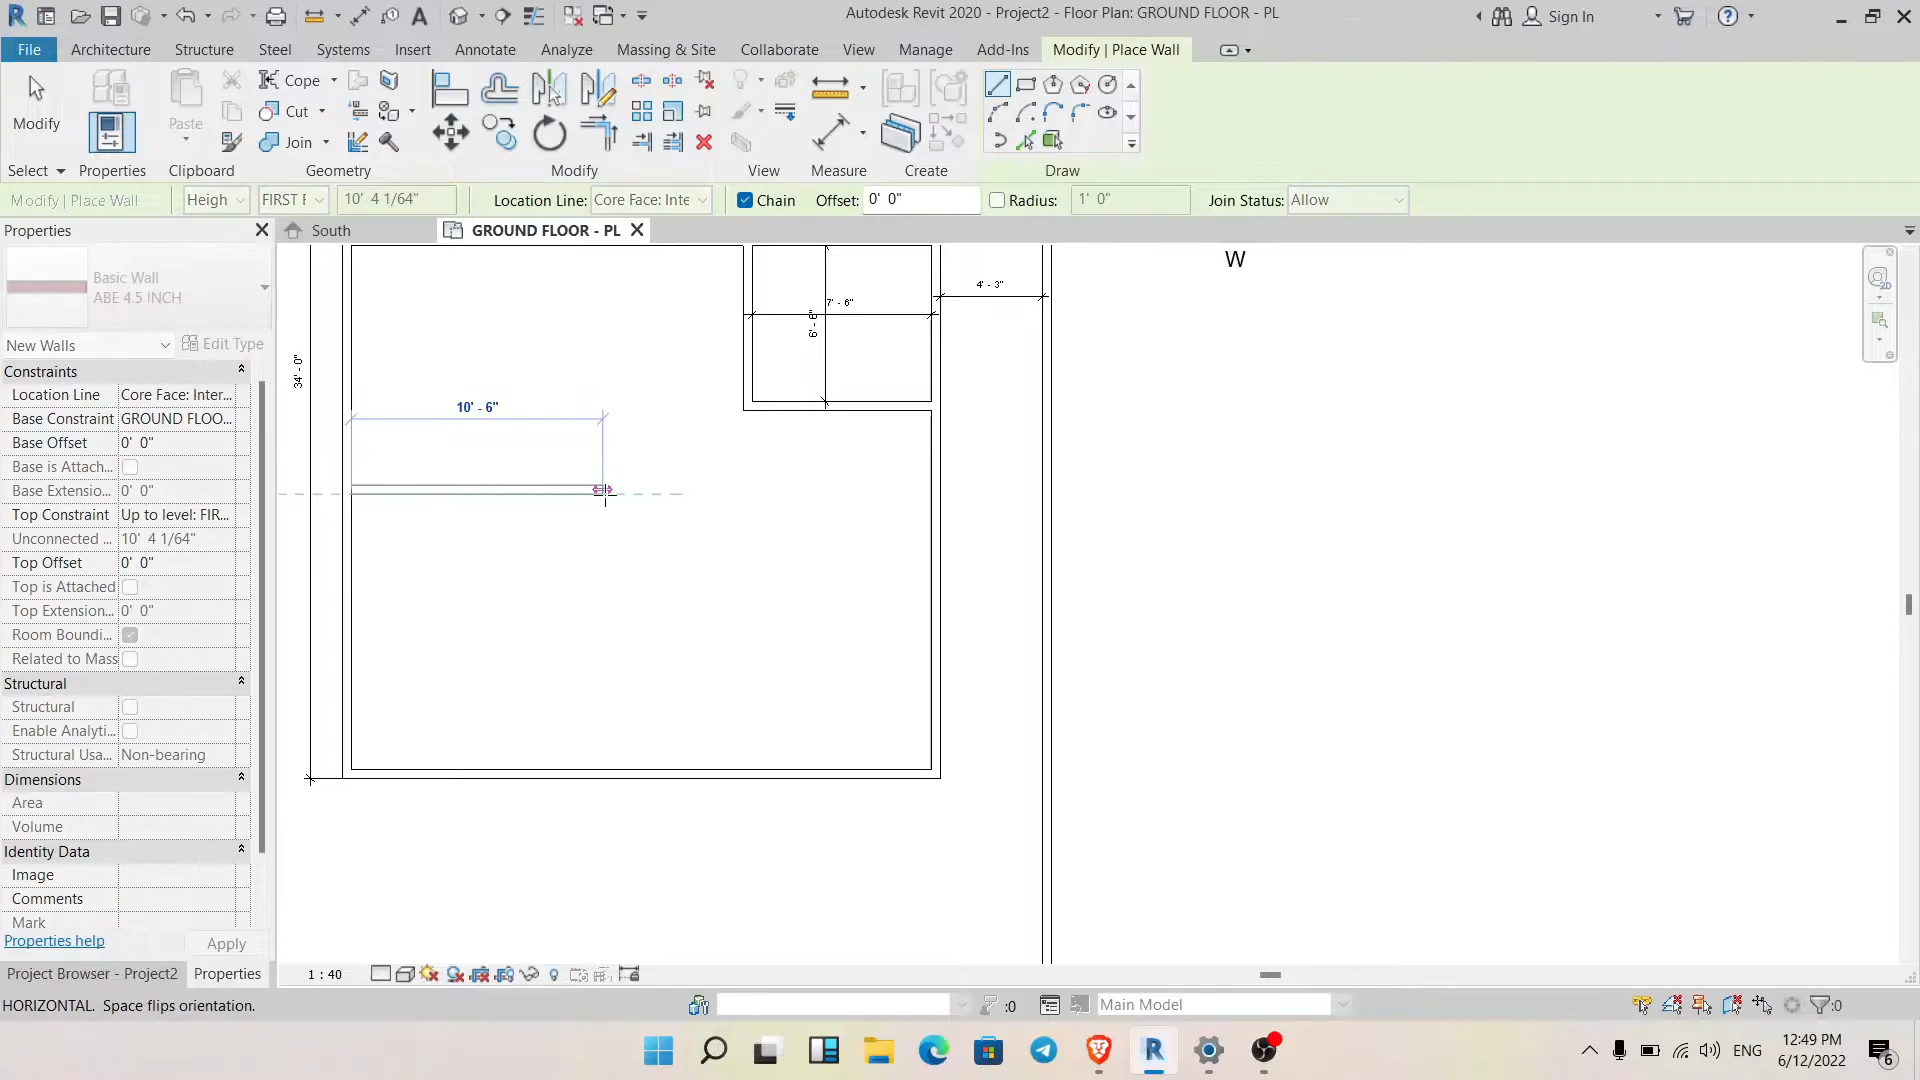 Autodesk Revit 2020 - Project2 - Floor Plan: GROUND FLOOR - PL
Sign In
File
Architecture
Structure
Steel
Systems
Insert
Annotate
Analyze
Massing & Site
Collaborate
View
Manage
Add-Ins
Modify | Place Wall
Modify
Paste
Cope
Cut
Join
Select
Properties
Clipboard
Geometry
Modify
View
Measure
Create
Draw
Modify | Place Wall
Heigh
FIRST F
10' 4 1/64"
Location Line:
Core Face: Inte
Chain
Offset:
0' 0"
Radius:
1' 0"
Join Status:
Allow
Properties
South
GROUND FLOOR - PL
Basic Wall
ABE 4.5 INCH
New Walls
Edit Type
Constraints
Location Line Core Face: Inter...
Base Constraint GROUND FLOO...
Base Offset 0' 0"
Base is Attach...
Base Extensio... 0' 0"
Top Constraint Up to level: FIR...
Unconnected ... 10' 4 1/64"
Top Offset 0' 0"
Top is Attached
Top Extension... 0' 0"
Room Boundi...
Related to Mass
Structural
Structural
Enable Analyti...
Structural Usa... Non-bearing
Dimensions
Area
Volume
Identity Data
Image
Comments
Mark
Properties help
Apply
Project Browser - Project2
Properties
34' - 0"
10' - 6"
7' - 6"
6' - 6"
4' - 3"
W
2D
1 : 40
HORIZONTAL. Space flips orientation.
:0
Main Model
:0
ENG
12:49 PM
6/12/2022
6